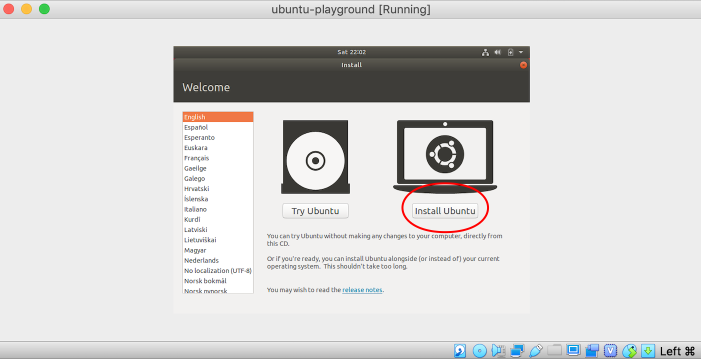 ubuntu-playground [Running]
Sat 22:02
Install
Welcome
English
Español
Esperanto
Euskara
Français
Gaeilge
Galego
Hrvatski
Íslenska
Italiano
Kurdî
Latviski
Lietuviškai
Magyar
Nederlands
No localization (UTF-8)
Norsk bokmål
Norsk nynorsk
Try Ubuntu
Install Ubuntu
You can try Ubuntu without making any changes to your computer, directly from
this CD.
Or if you're ready, you can install Ubuntu alongside (or instead of) your current
operating system. This shouldn't take too long.
You may wish to read the release notes.
Left ⌘